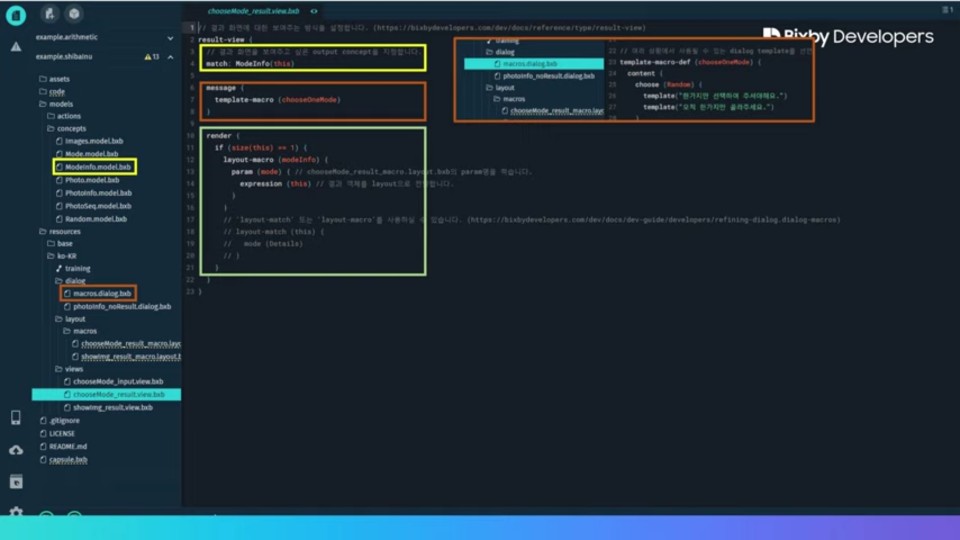 chooseMode_result.view.bxb
example.arithmetic
example.shibainu
13
assets
code
models
actions
concepts
Images.model.bxb
Mode.model.bxb
ModeInfo.model.bxb
Photo.model.bxb
PhotoInfo.model.bxb
PhotoSeq.model.bxb
Random.model.bxb
resources
base
ko-KR
training
dialog
macros.dialog.bxb
photoInfo_noResult.dialog.bxb
layout
macros
chooseMode_result_macro.layo
showImg_result_macro.layout.b
views
chooseMode_input.view.bxb
chooseMode_result.view.bxb
showImg_result.view.bxb
.gitignore
LICENSE
README.md
capsule.bxb
1 // 결과 화면에 대한 보여주는 방식을 설정합니다. (https://bixbydevelopers.com/dev/docs/reference/type/result-view)
2 result-view {
3 // 결과 화면을 보여주고 싶은 output concept을 지정합니다.
4 match: ModeInfo(this)
5
6 message {
7 template-macro (chooseOneMode)
8 }
9
10 render {
11 if (size(this) == 1) {
12 layout-macro (modeInfo) {
13 param (mode) { // chooseMode_result_macro.layout.bxb의 param명을 적습니다.
14 expression (this) // 결과 객체를 layout으로 전달합니다.
15 )
16 }
17 // 'layout-match' 또는 'layout-macro'를 사용하실 수 있습니다. (https://bixbydevelopers.com/dev/docs/dev-guide/developers/refining-dialog.dialog-macros)
18 // layout-match (this) {
19 // mode (Details)
20 // }
21 }
22 }
23 }
Bixby Developers
training
dialog
macros.dialog.bxb
photoInfo_noResult.dialog.bxb
layout
macros
chooseMode_result_macro.layo
22 // 여러 상황에서 사용될 수 있는 dialog template를 선언
23 template-macro-def (chooseOneMode) {
24 content {
25 choose (Random) {
26 template("한가지만 선택하여 주셔야해요.")
27 template("오직 한가지만 골라주세요.")
28 }